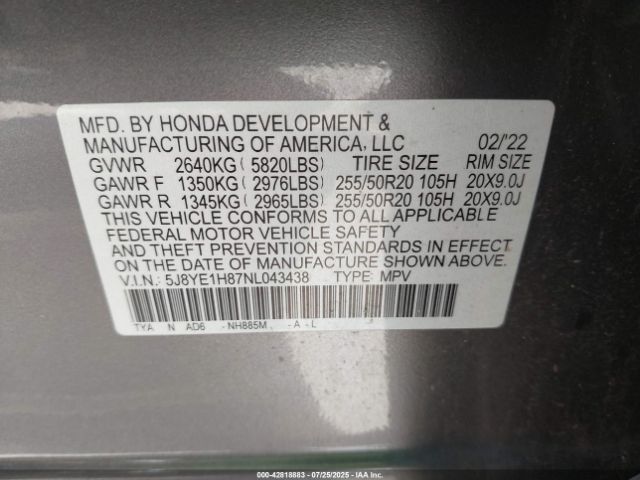 MFD. BY HONDA DEVELOPMENT &
MANUFACTURING OF AMERICA, LLC 02/'22
GVWR 2640KG ( 5820LBS) TIRE SIZE RIM SIZE
GAWR F 1350KG ( 2976LBS) 255/50R20 105H 20X9.0J
GAWR R 1345KG ( 2965LBS) 255/50R20 105H 20X9.0J
THIS VEHICLE CONFORMS TO ALL APPLICABLE
FEDERAL MOTOR VEHICLE SAFETY
AND THEFT PREVENTION STANDARDS IN EFFECT
ON THE DATE OF MANUFACTURE SHOWN ABOVE.
V.I.N.: 5J8YE1H87NL043438 TYPE: MPV
TYA N AD6 - NH885M, - A - L
000-42818883 | 07/25/2025 | IAA, Inc.